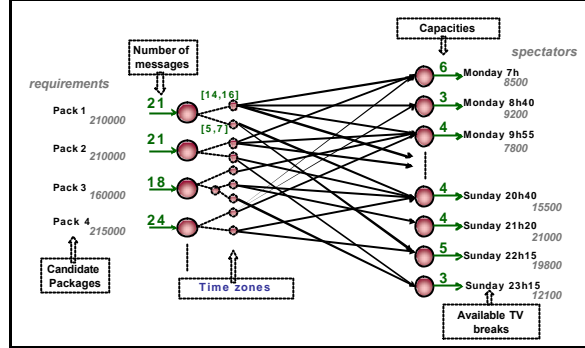 Capacities
Number of
messages
spectators
requirements
6
Monday 7h
8500
[14,16]
21
Pack 1
210000
3
Monday 8h40
9200
[5,7]
4
Monday 9h55
7800
21
Pack 2
210000
18
Pack 3
160000
4
Sunday 20h40
15500
24
Pack 4
215000
4
Sunday 21h20
21000
5
Sunday 22h15
19800
Candidate
Packages
Time zones
3
Sunday 23h15
12100
Available TV
breaks